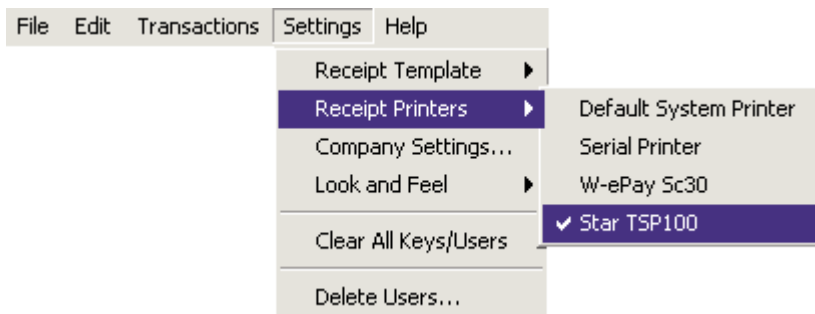 File Edit Transactions Settings Help
Receipt Template
Receipt Printers
Company Settings...
Look and Feel
Clear All Keys/Users
Delete Users...
Default System Printer
Serial Printer
W-ePay Sc30
Star TSP100